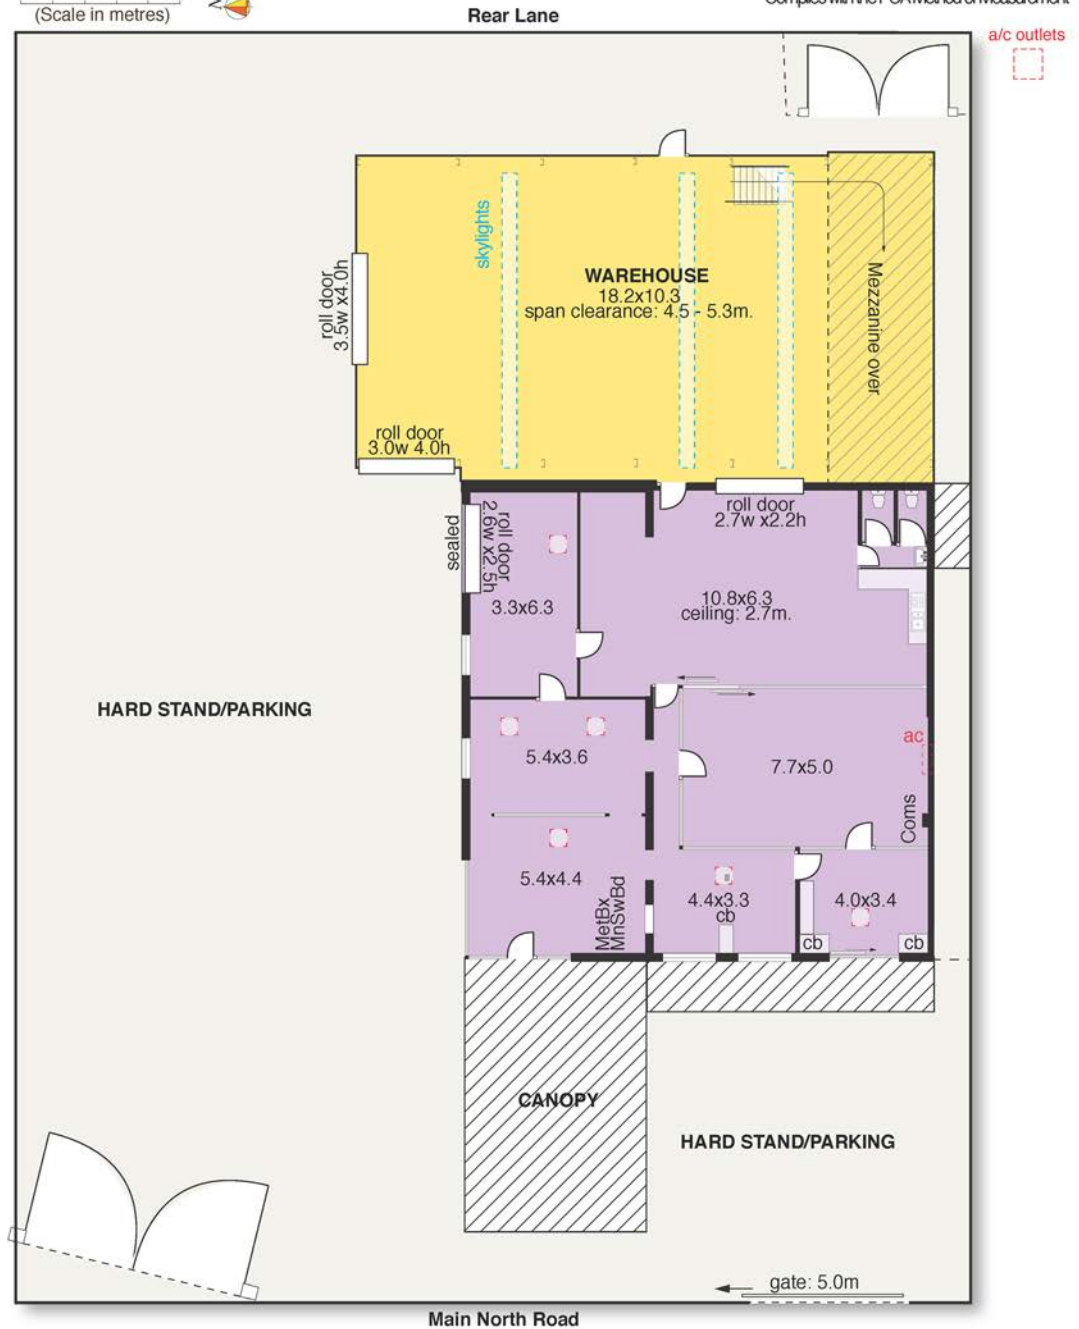 (Scale in metres)
Rear Lane
a/c outlets
skylights
WAREHOUSE
18.2x10.3
span clearance: 4.5 - 5.3m.
Mezzanine over
roll door
3.5w x4.0h
roll door
3.0w 4.0h
sealed
roll door
2.6w x2.5h
3.3x6.3
roll door
2.7w x2.2h
10.8x6.3
ceiling: 2.7m.
HARD STAND/PARKING
5.4x3.6
7.7x5.0
ac
Coms
5.4x4.4
MetBx
MnSwBd
4.4x3.3
cb
4.0x3.4
cb
cb
CANOPY
HARD STAND/PARKING
gate: 5.0m
Main North Road